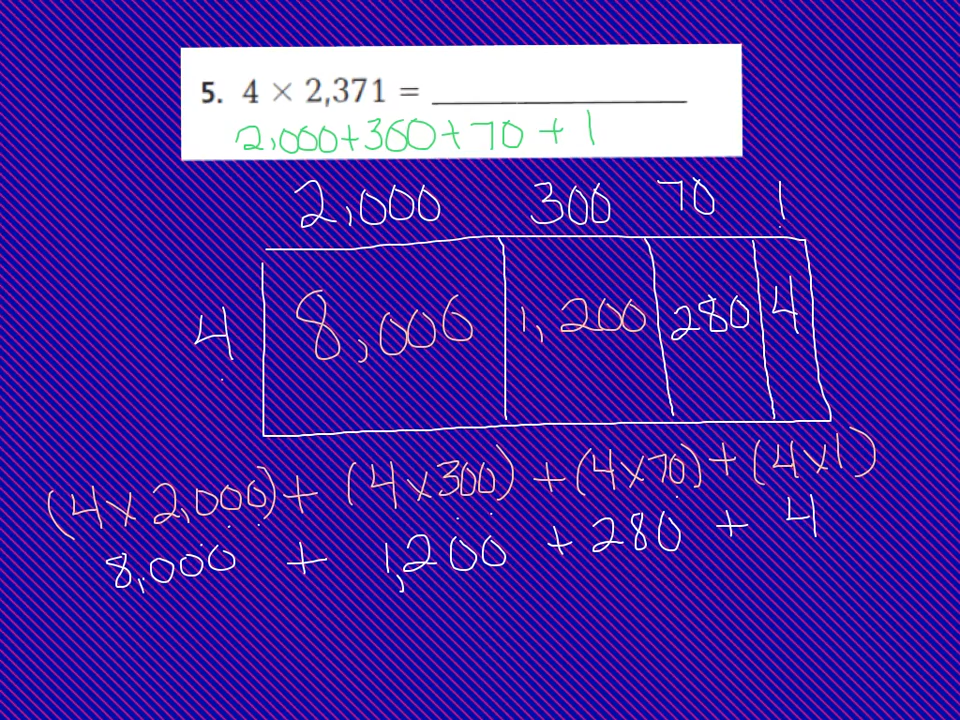 5. 4 × 2,371 = ____________
2,000+300+70+1
2,000 300 70 1
4 8,000 1,200 280 4
(4×2,000)+(4×300)+(4×70)+(4×1)
8,000 + 1,200 +280 + 4